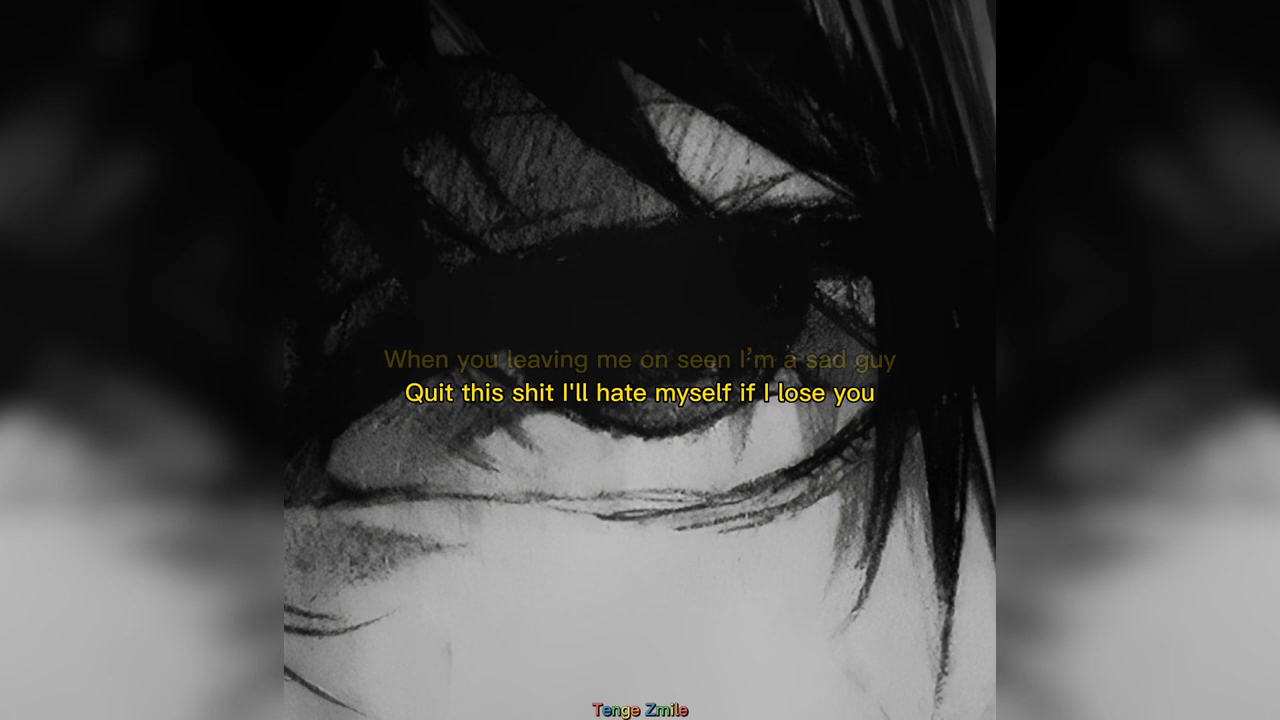 When you leaving me on seen I’m a sad guy
Quit this shit I'll hate myself if I lose you
Tenge Zmile